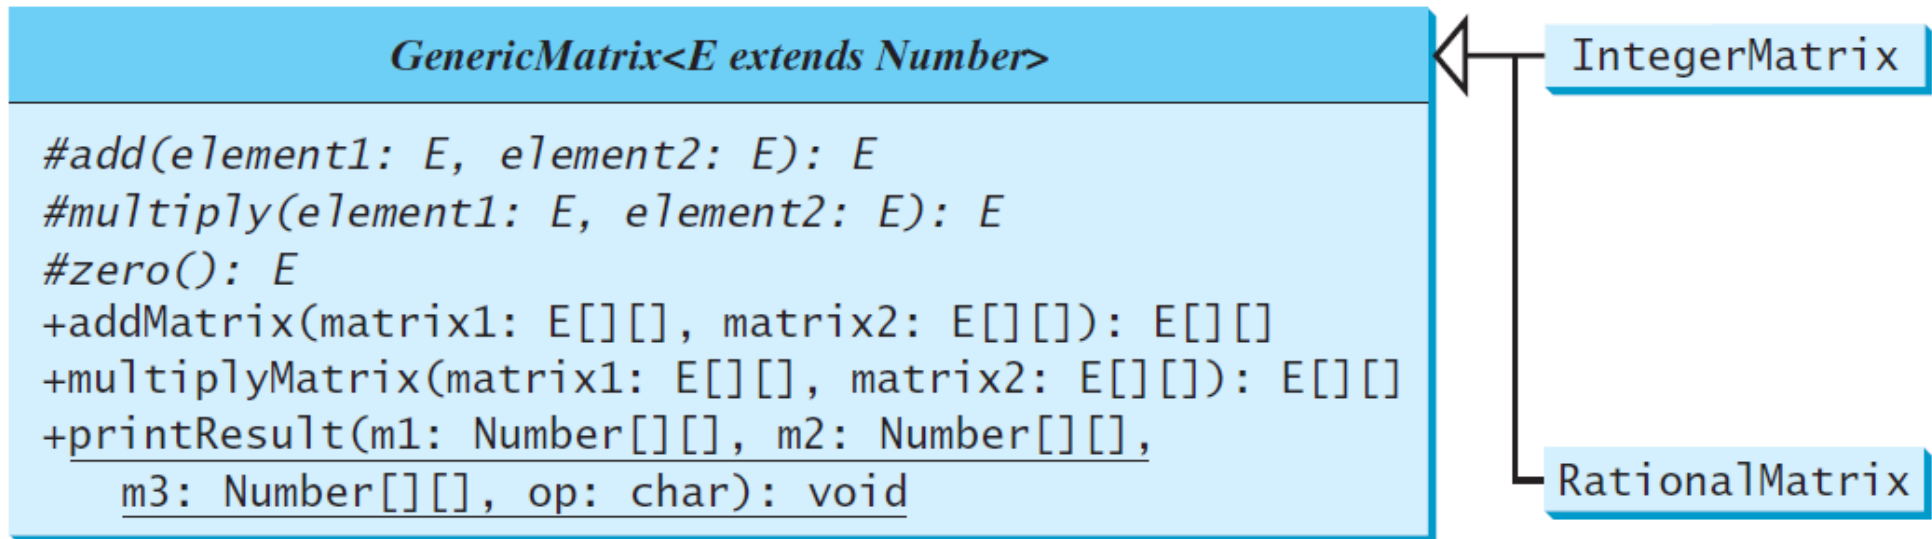 GenericMatrix<E extends Number>
#add(element1: E, element2: E): E
#multiply(element1: E, element2: E): E
#zero(): E
+addMatrix(matrix1: E[][], matrix2: E[][]): E[][]
+multiplyMatrix(matrix1: E[][], matrix2: E[][]): E[][]
+printResult(m1: Number[][], m2: Number[][],
m3: Number[][], op: char): void
IntegerMatrix
RationalMatrix